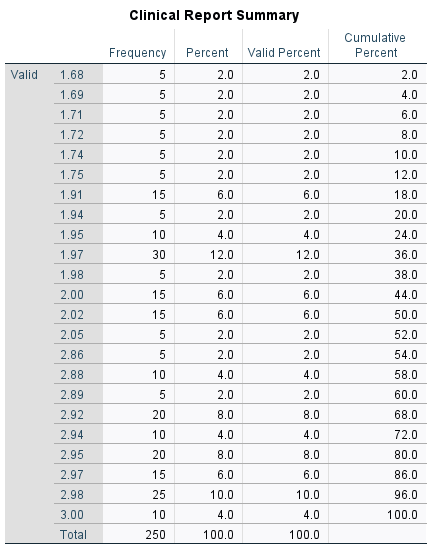 Clinical Report Summary
Frequency Percent Valid Percent Cumulative Percent
Valid 1.68 5 2.0 2.0 2.0
1.69 5 2.0 2.0 4.0
1.71 5 2.0 2.0 6.0
1.72 5 2.0 2.0 8.0
1.74 5 2.0 2.0 10.0
1.75 5 2.0 2.0 12.0
1.91 15 6.0 6.0 18.0
1.94 5 2.0 2.0 20.0
1.95 10 4.0 4.0 24.0
1.97 30 12.0 12.0 36.0
1.98 5 2.0 2.0 38.0
2.00 15 6.0 6.0 44.0
2.02 15 6.0 6.0 50.0
2.05 5 2.0 2.0 52.0
2.86 5 2.0 2.0 54.0
2.88 10 4.0 4.0 58.0
2.89 5 2.0 2.0 60.0
2.92 20 8.0 8.0 68.0
2.94 10 4.0 4.0 72.0
2.95 20 8.0 8.0 80.0
2.97 15 6.0 6.0 86.0
2.98 25 10.0 10.0 96.0
3.00 10 4.0 4.0 100.0
Total 250 100.0 100.0